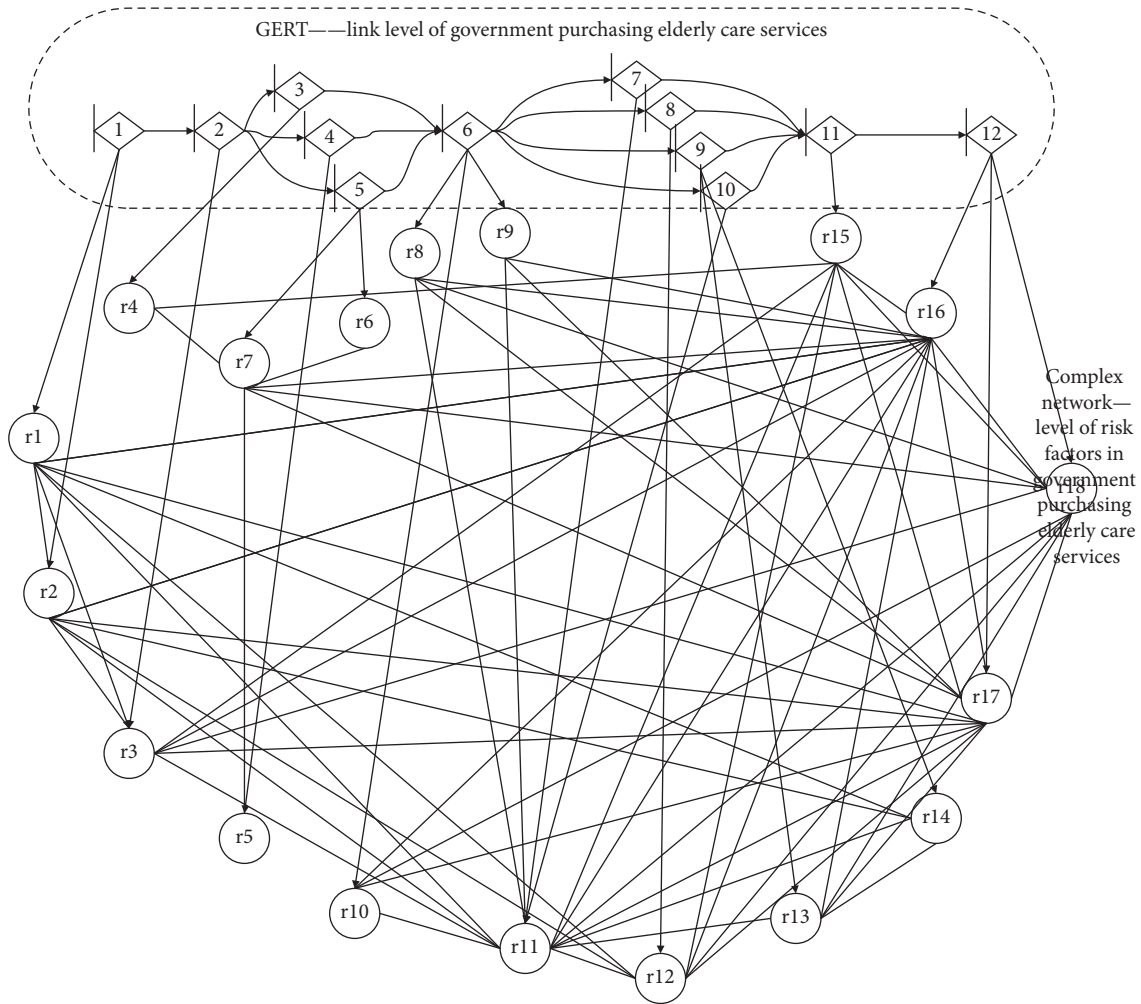 GERT——link level of government purchasing elderly care services
3
7
8
1
2
4
6
11
12
9
5
10
r9
r15
r8
r4
r16
r6
r7
Complex
network—
level of risk
factors in
government
purchasing
elderly care
services
r1
r18
r2
r17
r3
r14
r5
r10
r13
r11
r12